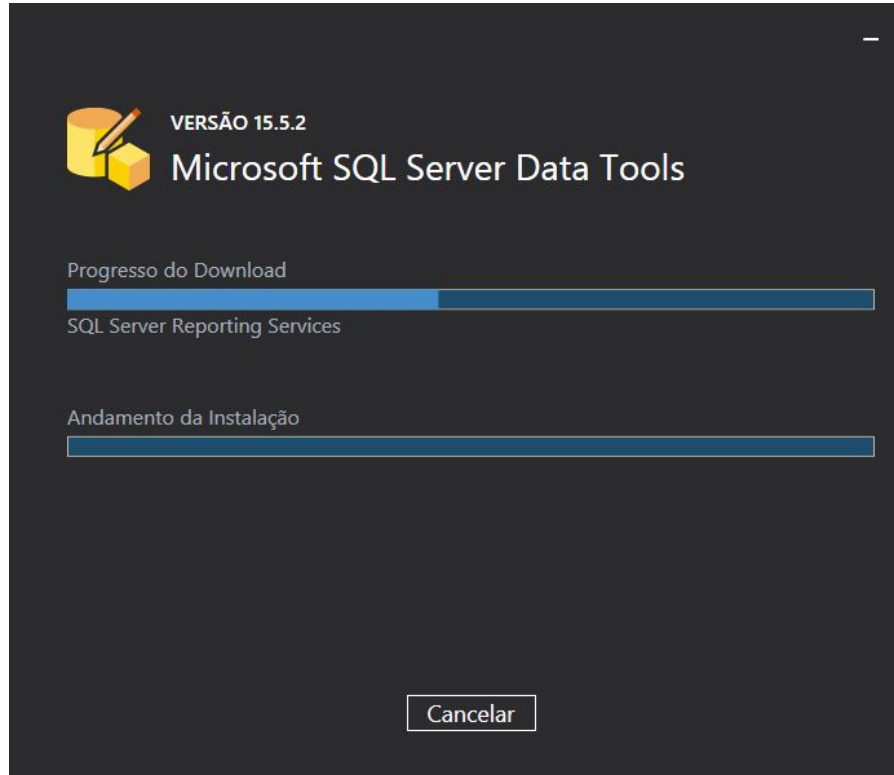 VERSÃO 15.5.2
Microsoft SQL Server Data Tools
Progresso do Download
SQL Server Reporting Services
Andamento da Instalação
Cancelar